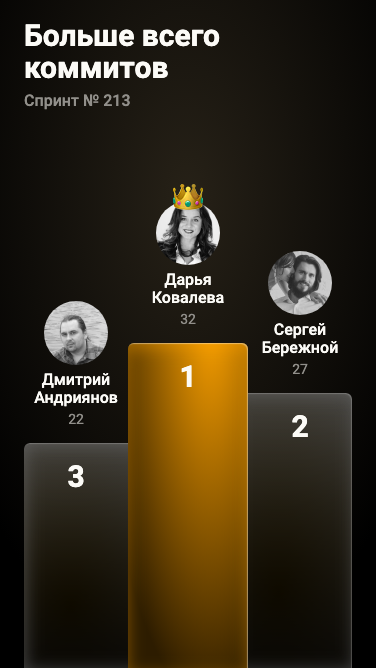 Больше всего
коммитов
Спринт № 213
Дарья
Ковалева
32
Сергей
Бережной
27
Дмитрий
Андриянов
22
1
2
3